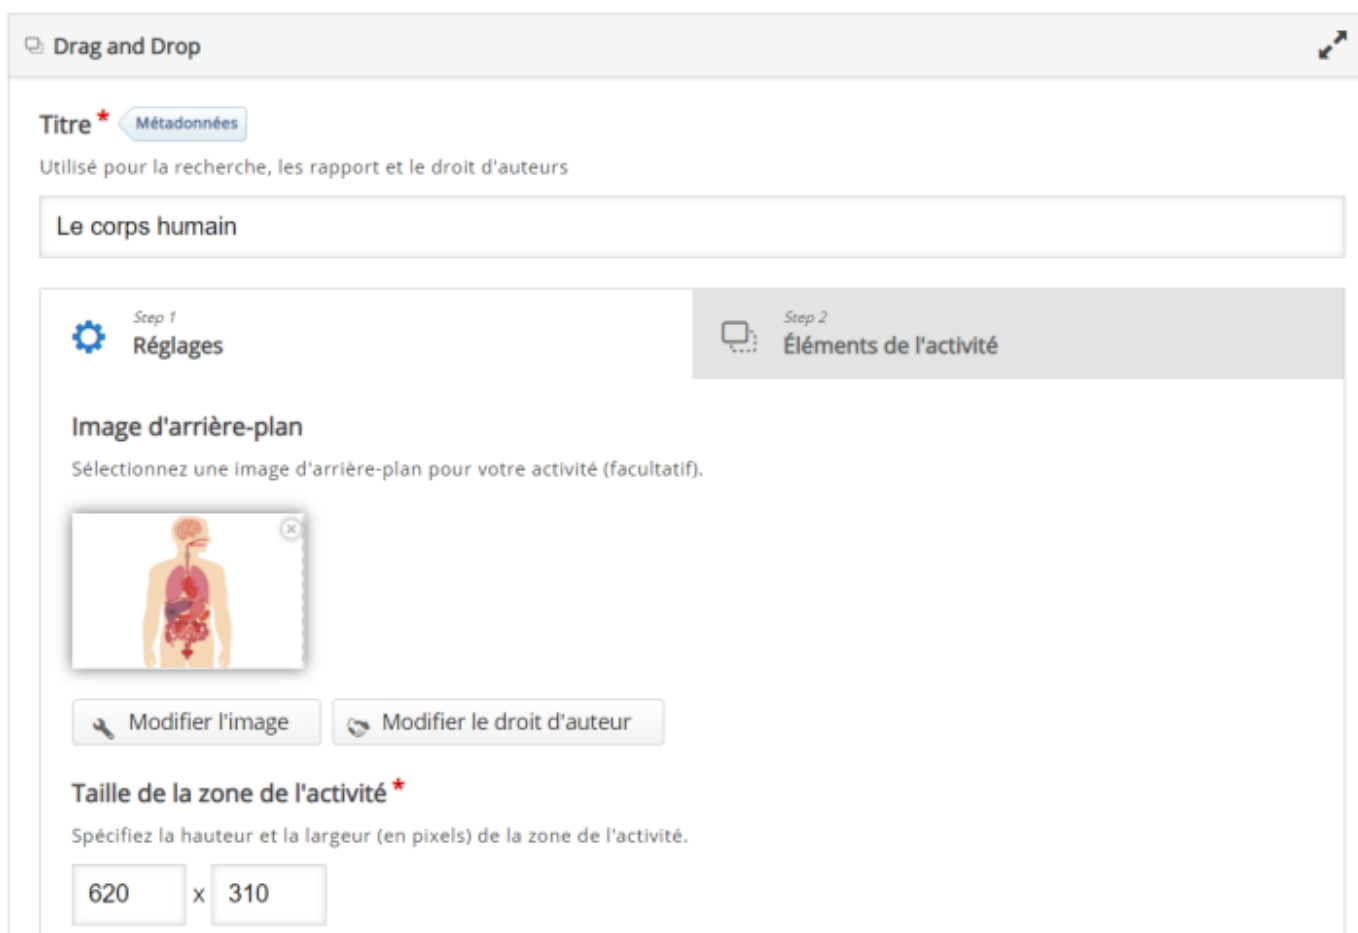 Drag and Drop
Titre * Métadonnées
Utilisé pour la recherche, les rapport et le droit d'auteurs
Le corps humain
Step 1
Réglages
Step 2
Éléments de l'activité
Image d'arrière-plan
Sélectionnez une image d'arrière-plan pour votre activité (facultatif).
Modifier l'image
Modifier le droit d'auteur
Taille de la zone de l'activité *
Spécifiez la hauteur et la largeur (en pixels) de la zone de l'activité.
620 x 310